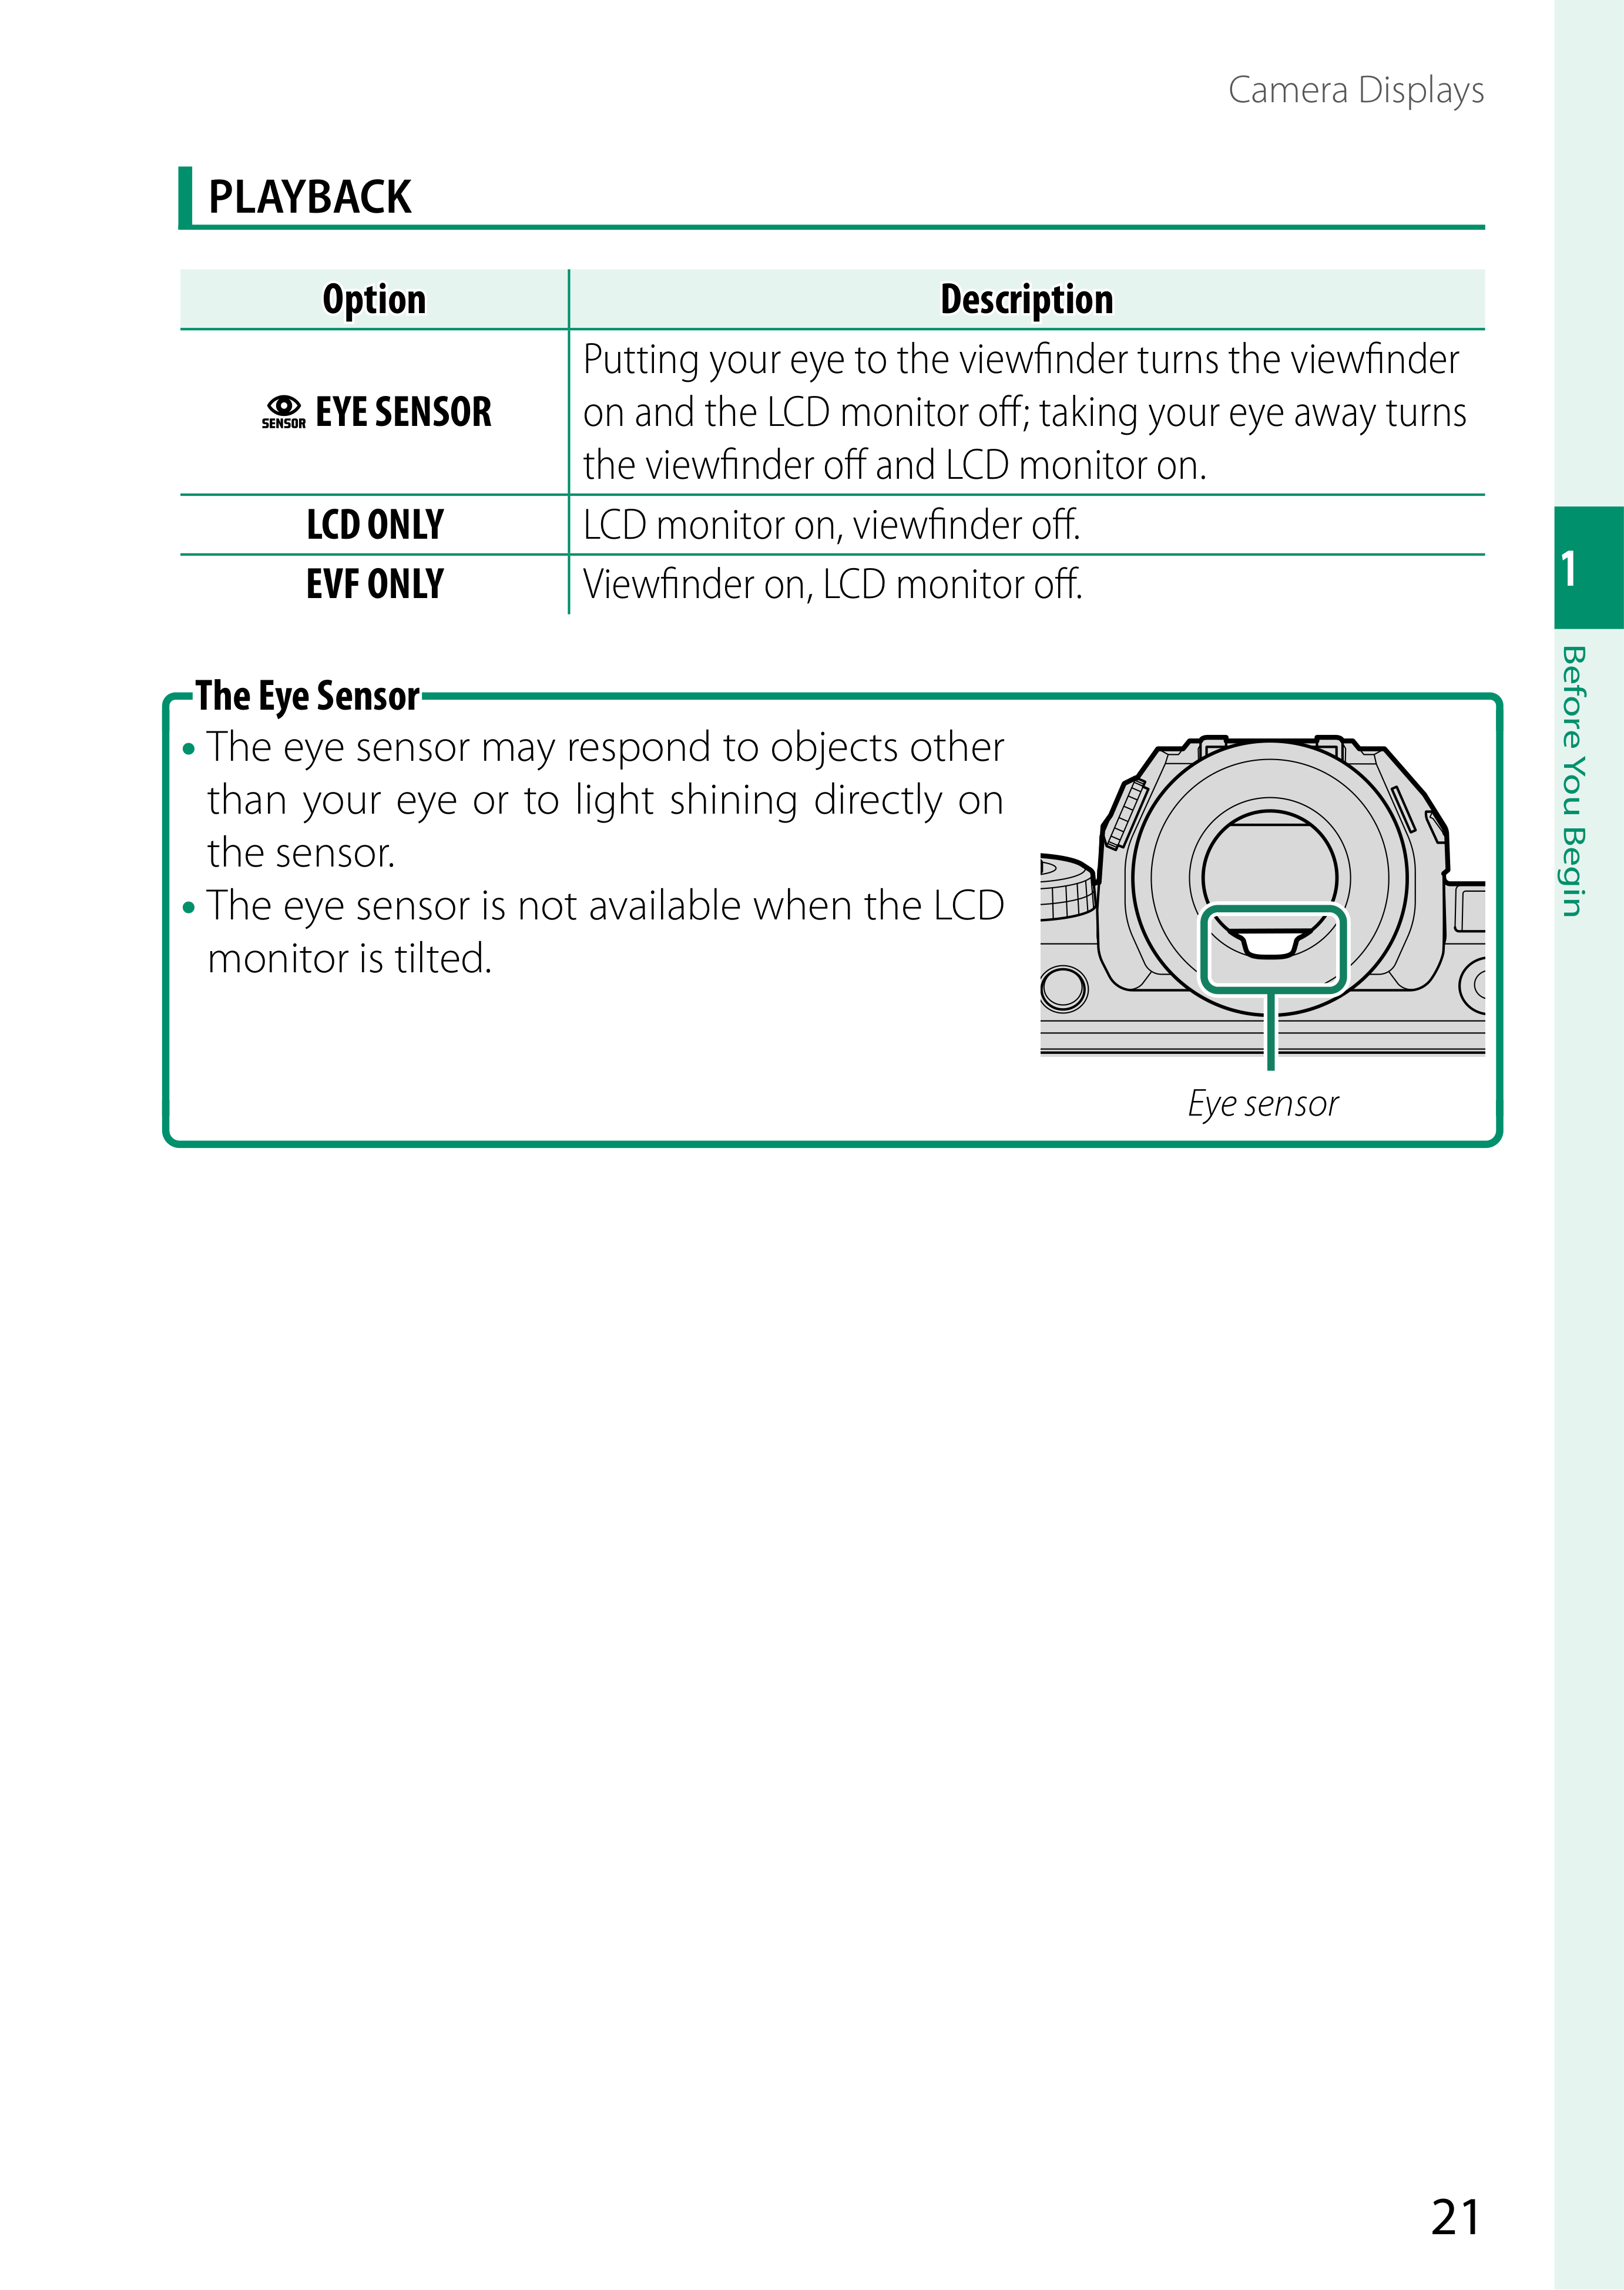 Camera Displays
PLAYBACK
Option
Description
SENSOR EYE SENSOR
Putting your eye to the viewfinder turns the viewfinder
on and the LCD monitor off; taking your eye away turns
the viewfinder off and LCD monitor on.
LCD ONLY
LCD monitor on, viewfinder off.
EVF ONLY
Viewfinder on, LCD monitor off.
The Eye Sensor
• The eye sensor may respond to objects other
than your eye or to light shining directly on
the sensor.
• The eye sensor is not available when the LCD
monitor is tilted.
Eye sensor
1
Before You Begin
21